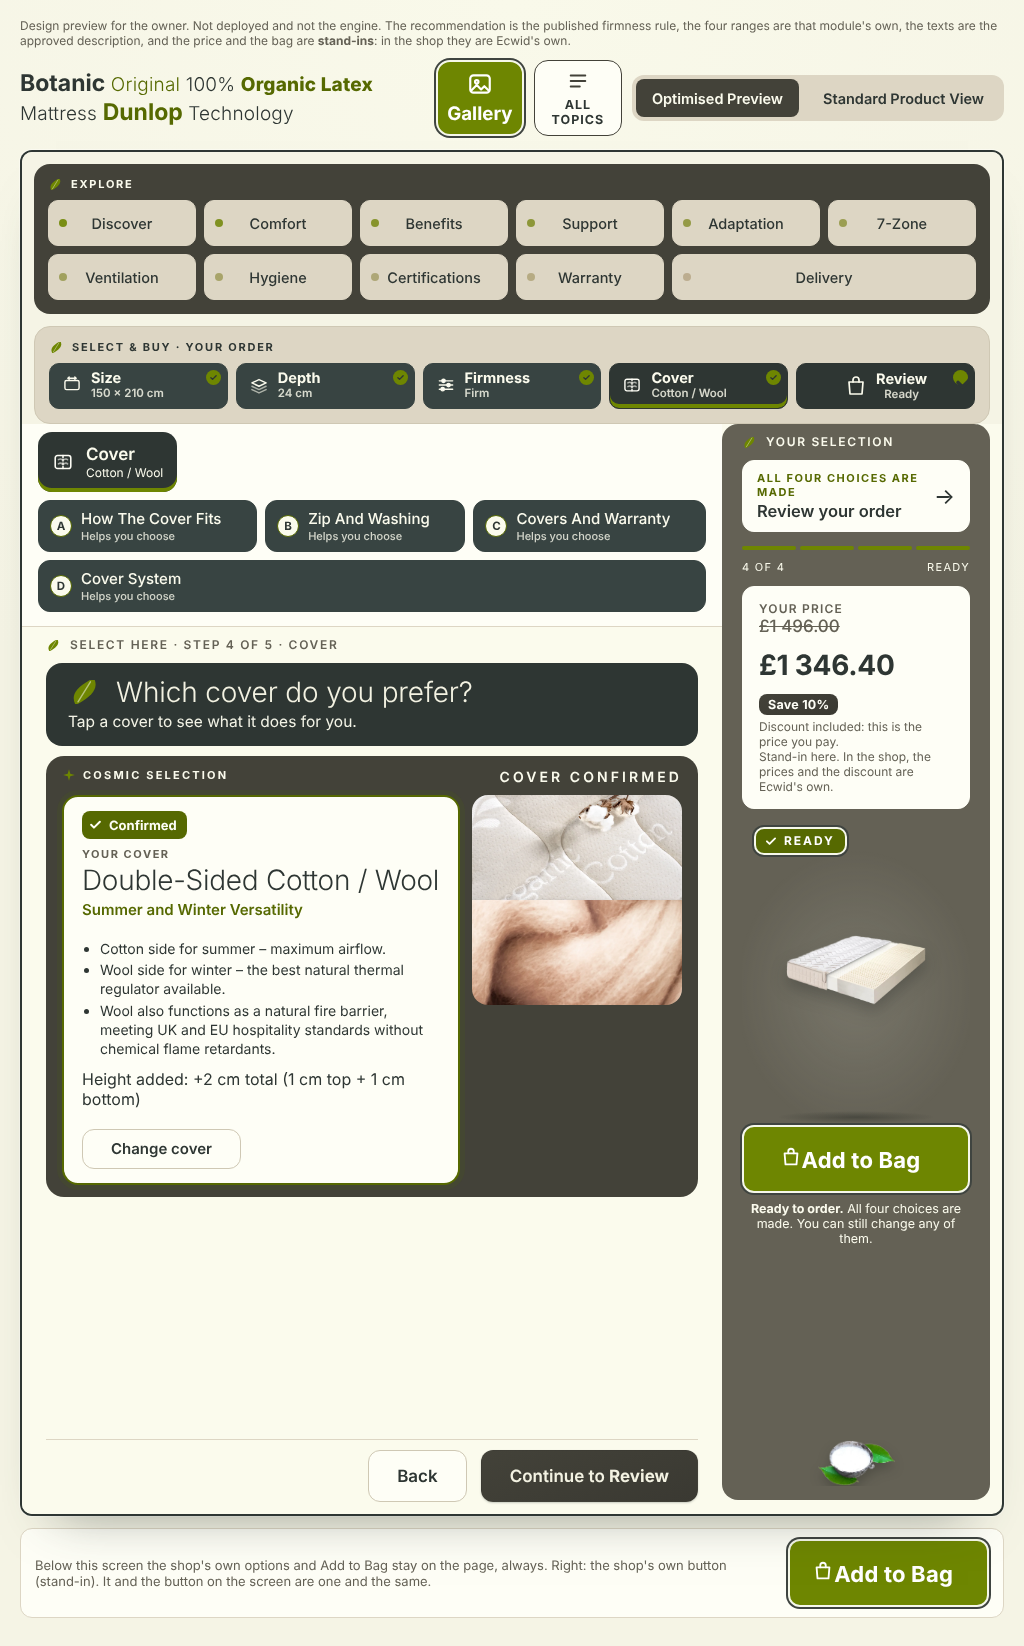 Design preview for the owner. Not deployed and not the engine. The recommendation is the published firmness rule, the four ranges are that module's own, the texts are the
approved description, and the price and the bag are stand-ins: in the shop they are Ecwid's own.
Botanic Original 100% Organic Latex
Mattress Dunlop Technology
Gallery
ALL
TOPICS
Optimised Preview
Standard Product View
EXPLORE
Discover
Comfort
Benefits
Support
Adaptation
7-Zone
Ventilation
Hygiene
Certifications
Warranty
Delivery
SELECT & BUY · YOUR ORDER
Size
150 × 210 cm
Depth
24 cm
Firmness
Firm
Cover
Cotton / Wool
Review
Ready
Cover
Cotton / Wool
A
How The Cover Fits
Helps you choose
B
Zip And Washing
Helps you choose
C
Covers And Warranty
Helps you choose
D
Cover System
Helps you choose
SELECT HERE · STEP 4 OF 5 · COVER
Which cover do you prefer?
Tap a cover to see what it does for you.
COSMIC SELECTION
COVER CONFIRMED
Confirmed
YOUR COVER
Double-Sided Cotton / Wool
Summer and Winter Versatility
• Cotton side for summer – maximum airflow.
• Wool side for winter – the best natural thermal
regulator available.
• Wool also functions as a natural fire barrier,
meeting UK and EU hospitality standards without
chemical flame retardants.
Height added: +2 cm total (1 cm top + 1 cm
bottom)
Change cover
Cotton
Back
Continue to Review
YOUR SELECTION
ALL FOUR CHOICES ARE
MADE
Review your order
4 OF 4
READY
YOUR PRICE
£1 496.00
£1 346.40
Save 10%
Discount included: this is the
price you pay.
Stand-in here. In the shop, the
prices and the discount are
Ecwid's own.
READY
Add to Bag
Ready to order. All four choices are
made. You can still change any of
them.
Below this screen the shop's own options and Add to Bag stay on the page, always. Right: the shop's own button
(stand-in). It and the button on the screen are one and the same.
Add to Bag